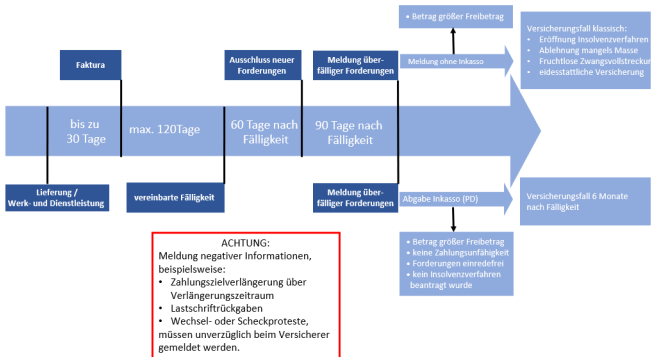 • Betrag größer Freibetrag
Versicherungsfall klassisch:
• Eröffnung Insolvenzverfahren
• Ablehnung mangels Masse
• Fruchtlose Zwangsvollstreckung
• eidesstattliche Versicherung
Faktura
Ausschluss neuer
Forderungen
Meldung über-
fälliger Forderungen
Meldung ohne Inkasso
bis zu
30 Tage
max. 120Tage
60 Tage nach
Fälligkeit
90 Tage nach
Fälligkeit
Lieferung /
Werk- und Dienstleistung
vereinbarte Fälligkeit
Meldung über-
fälliger Forderungen
Abgabe Inkasso (PD)
Versicherungsfall 6 Monate
nach Fälligkeit
• Betrag größer Freibetrag
• keine Zahlungsunfähigkeit
• Forderungen einredefrei
• kein Insolvenzverfahren
beantragt wurde
ACHTUNG:
Meldung negativer Informationen,
beispielsweise:
• Zahlungszielverlängerung über
Verlängerungszeitraum
• Lastschriftrückgaben
• Wechsel- oder Scheckproteste,
müssen unverzüglich beim Versicherer
gemeldet werden.